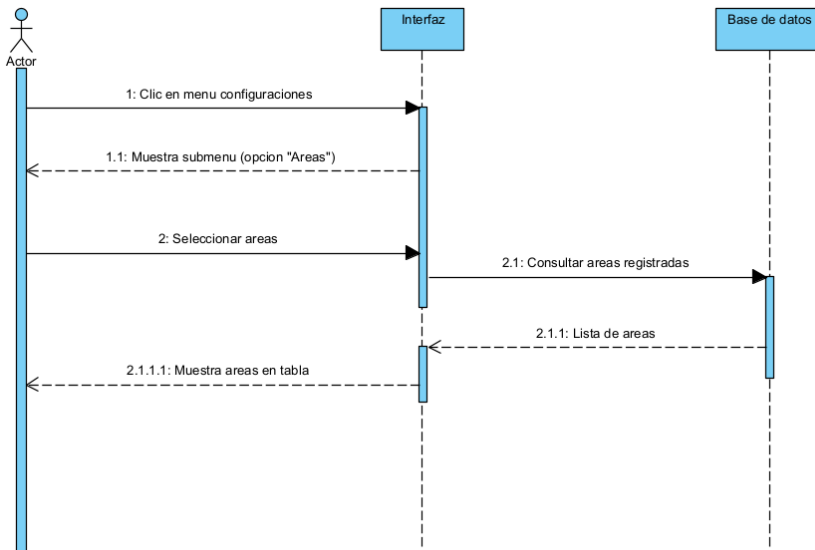 Interfaz
Base de datos
Actor
1: Clic en menu configuraciones
1.1: Muestra submenu (opcion "Areas")
2: Seleccionar areas
2.1: Consultar areas registradas
2.1.1: Lista de areas
2.1.1.1: Muestra areas en tabla